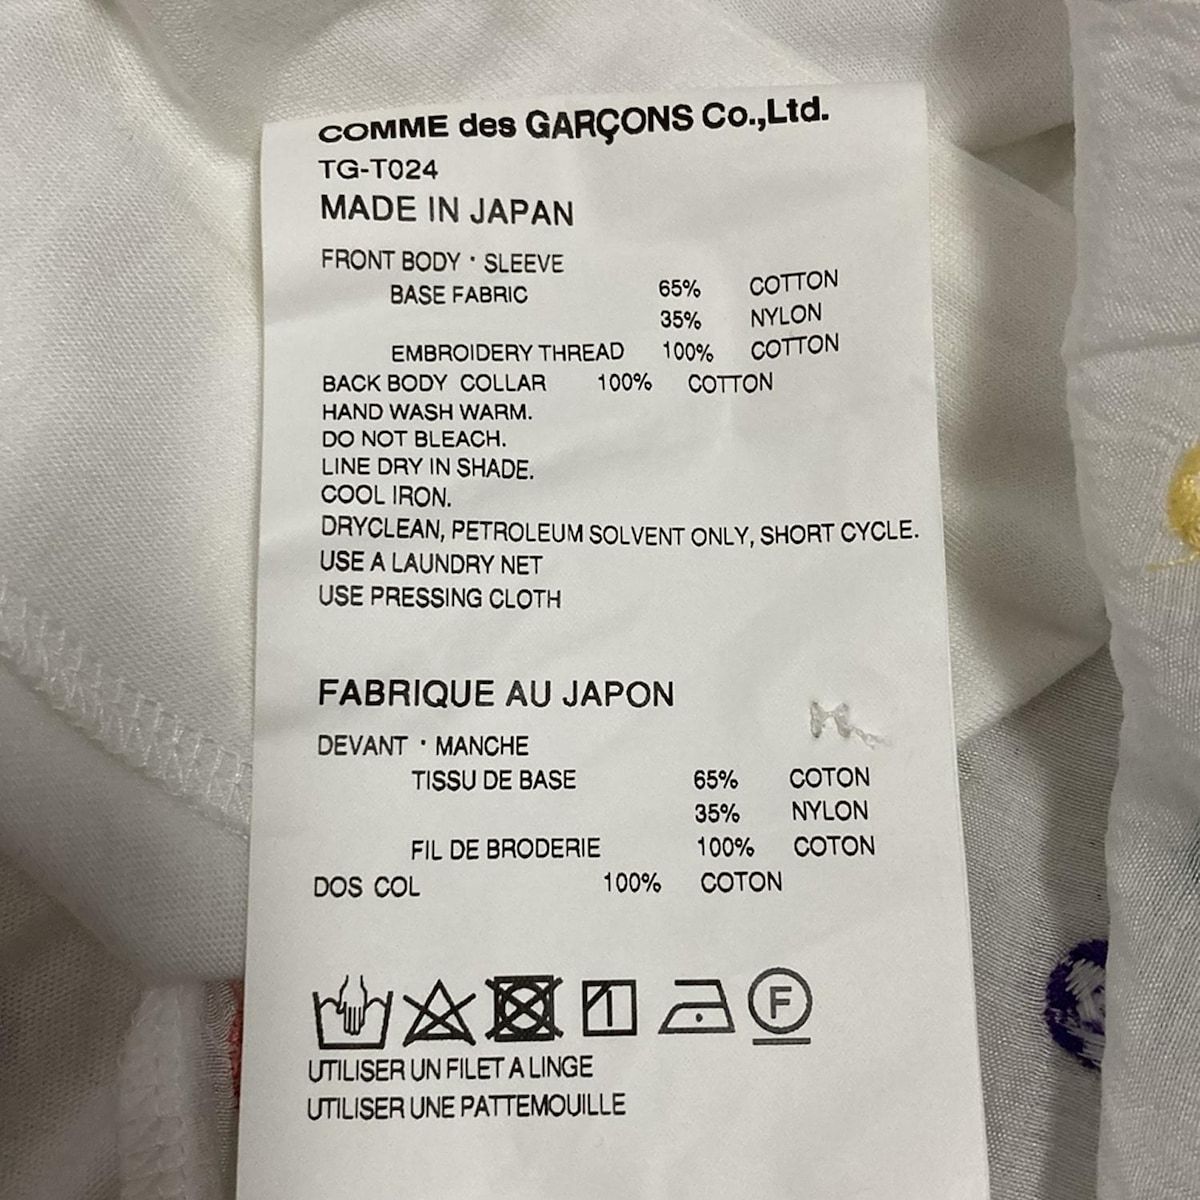 COMME des GARÇONS Co.,Ltd.
TG-T024
MADE IN JAPAN
FRONT BODY・SLEEVE
BASE FABRIC 65% COTTON
35% NYLON
EMBROIDERY THREAD 100% COTTON
BACK BODY COLLAR 100% COTTON
HAND WASH WARM.
DO NOT BLEACH.
LINE DRY IN SHADE.
COOL IRON.
DRYCLEAN, PETROLEUM SOLVENT ONLY, SHORT CYCLE.
USE A LAUNDRY NET
USE PRESSING CLOTH
FABRIQUE AU JAPON
DEVANT・MANCHE
TISSU DE BASE 65% COTON
35% NYLON
FIL DE BRODERIE 100% COTON
DOS COL 100% COTON
F
UTILISER UN FILET A LINGE
UTILISER UNE PATTEMOUILLE